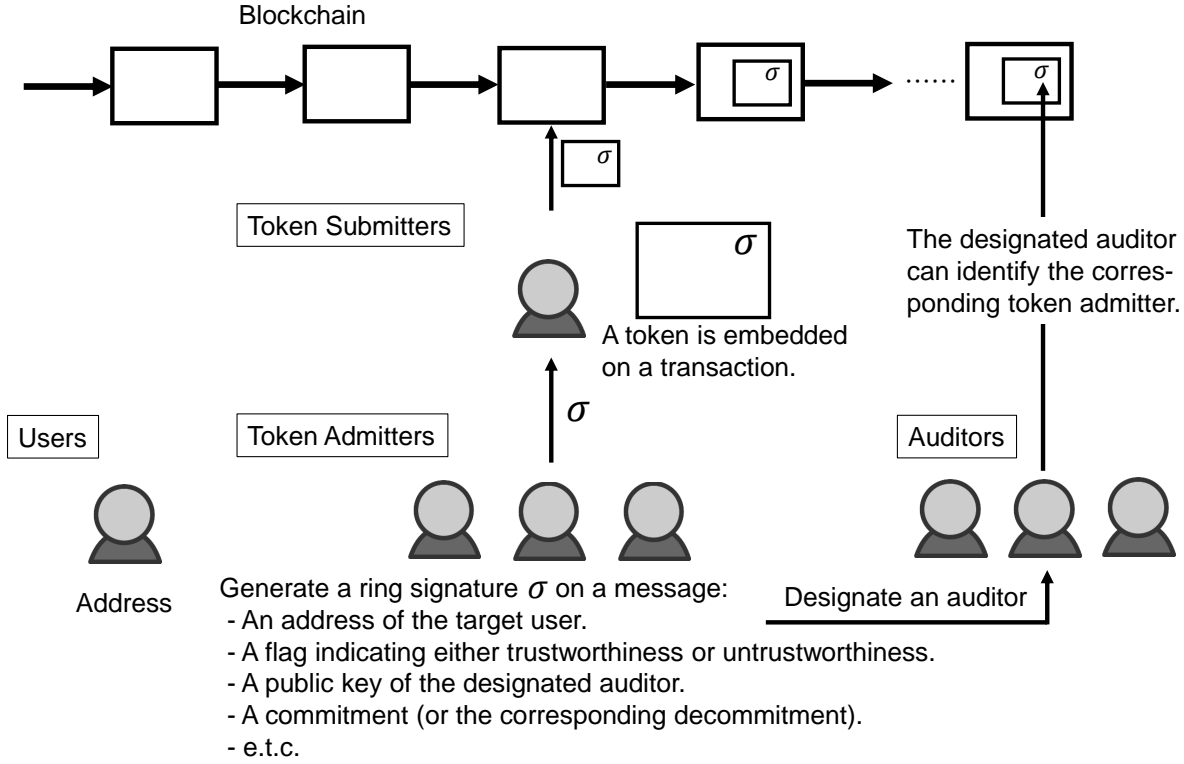 Blockchain
σ
......
σ
σ
Token Submitters
σ
A token is embedded
on a transaction.
The designated auditor
can identify the corres-
ponding token admitter.
σ
Users
Token Admitters
Auditors
Address
Generate a ring signature σ on a message:
- An address of the target user.
- A flag indicating either trustworthiness or untrustworthiness.
- A public key of the designated auditor.
- A commitment (or the corresponding decommitment).
- e.t.c.
Designate an auditor